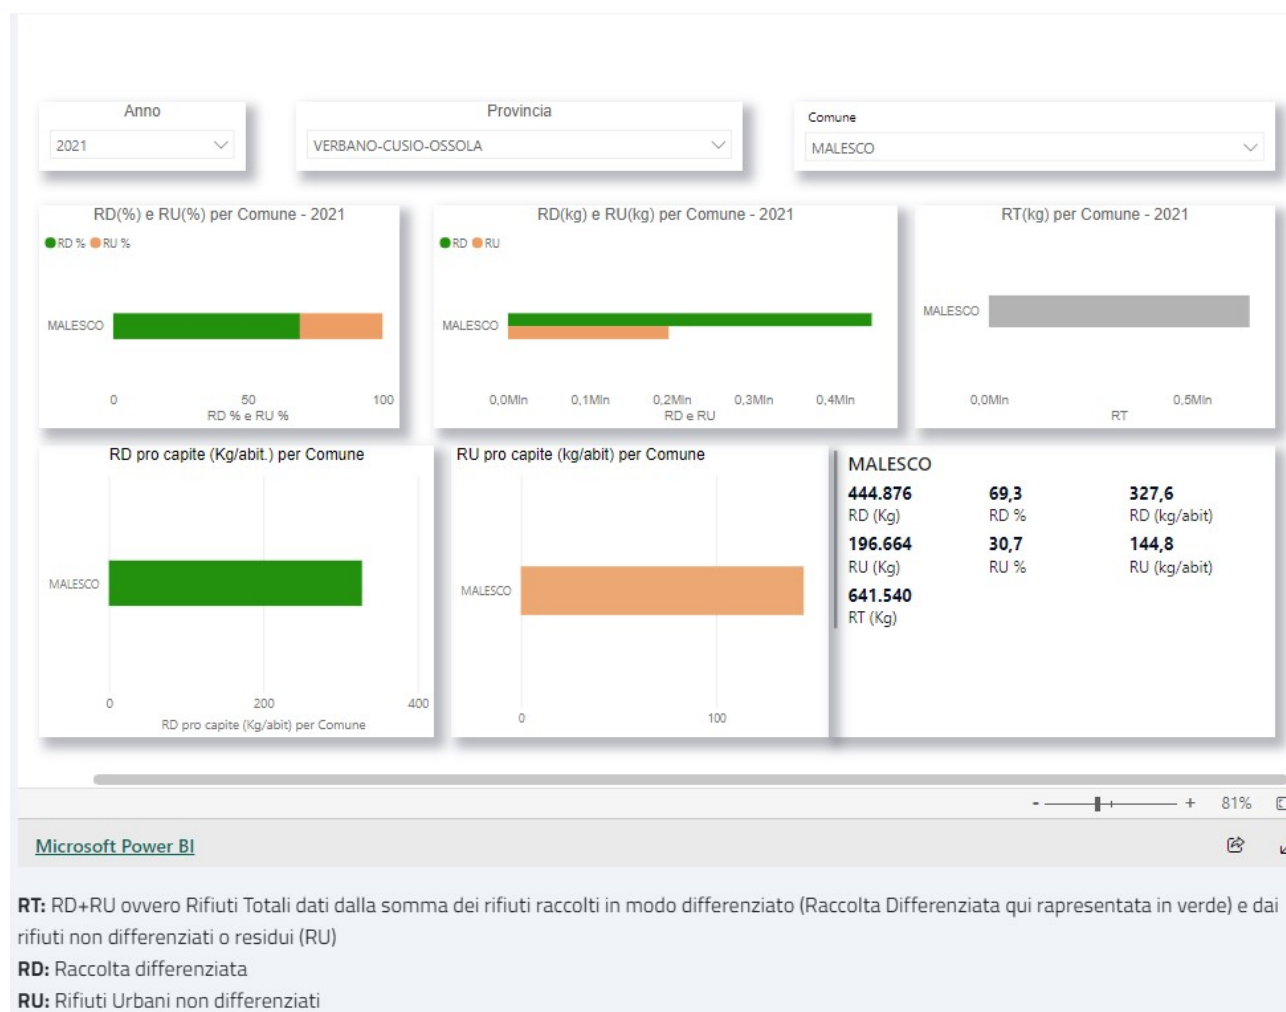 Anno
2021
Provincia
VERBANO-CUSIO-OSSOLA
Comune
MALESCO
RD(%) e RU(%) per Comune - 2021
RD % RU %
MALESCO
0 50 100
RD % e RU %
RD(kg) e RU(kg) per Comune - 2021
RD RU
MALESCO
0,0Mln 0,1Mln 0,2Mln 0,3Mln 0,4Mln
RD e RU
RT(kg) per Comune - 2021
MALESCO
0,0Mln 0,5Mln
RT
RD pro capite (Kg/abit.) per Comune
MALESCO
0 200 400
RD pro capite (Kg/abit) per Comune
RU pro capite (kg/abit) per Comune
MALESCO
0 100
MALESCO
444.876 69,3 327,6
RD (Kg) RD % RD (kg/abit)
196.664 30,7 144,8
RU (Kg) RU % RU (kg/abit)
641.540
RT (Kg)
- + 81%
Microsoft Power BI
RT: RD+RU ovvero Rifiuti Totali dati dalla somma dei rifiuti raccolti in modo differenziato (Raccolta Differenziata qui rapresentata in verde) e dai
rifiuti non differenziati o residui (RU)
RD: Raccolta differenziata
RU: Rifiuti Urbani non differenziati